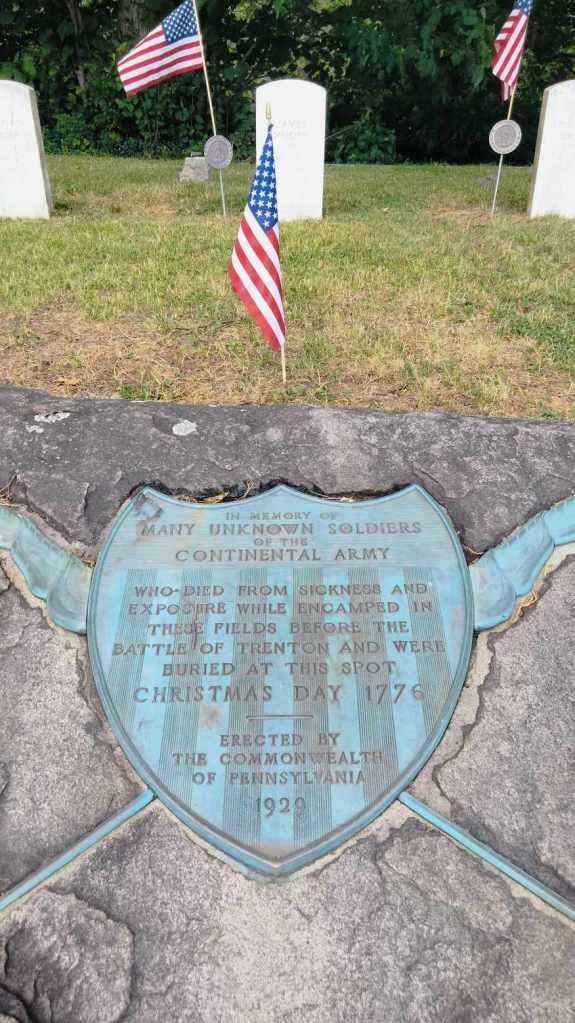 IN MEMORY OF
MANY UNKNOWN SOLDIERS
OF THE
CONTINENTAL ARMY
WHO DIED FROM SICKNESS AND
EXPOSURE WHILE ENCAMPED IN
THESE FIELDS BEFORE THE
BATTLE OF TRENTON AND WERE
BURIED AT THIS SPOT
CHRISTMAS DAY 1776
ERECTED BY
THE COMMONWEALTH
OF PENNSYLVANIA
1929